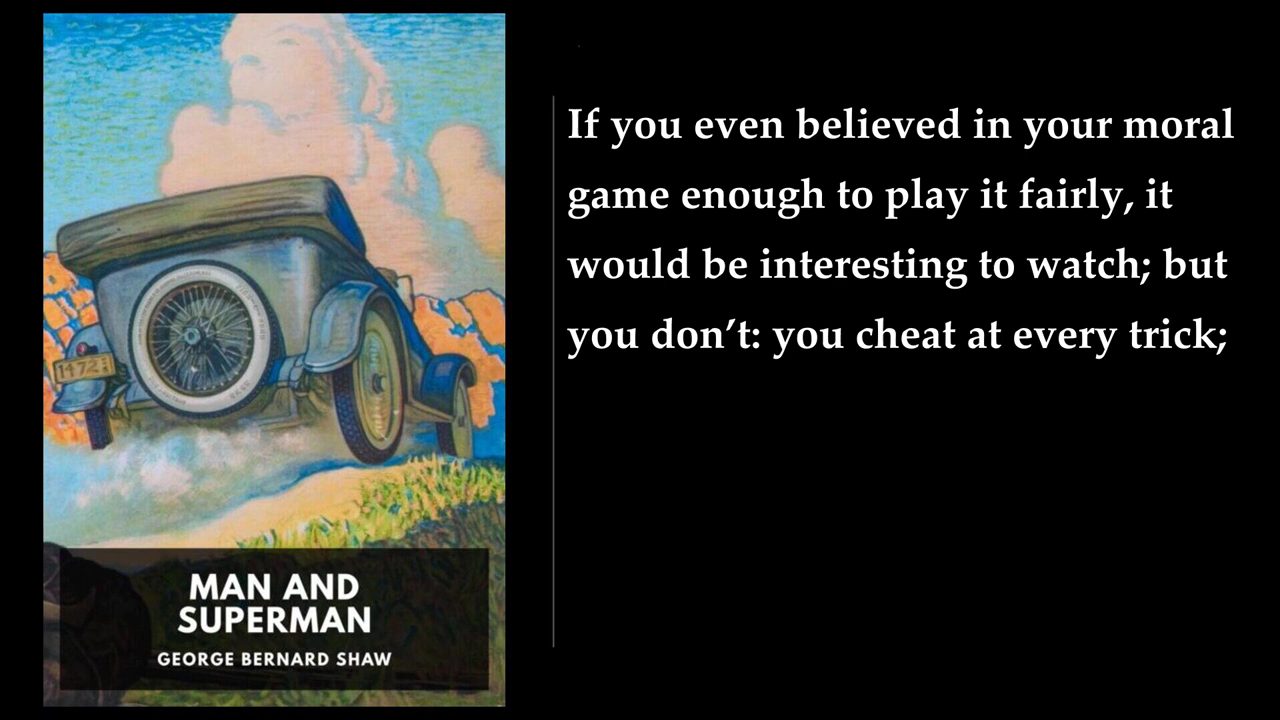 If you even believed in your moral
game enough to play it fairly, it
would be interesting to watch; but
you don’t: you cheat at every trick;
1472
MAN AND
SUPERMAN
GEORGE BERNARD SHAW